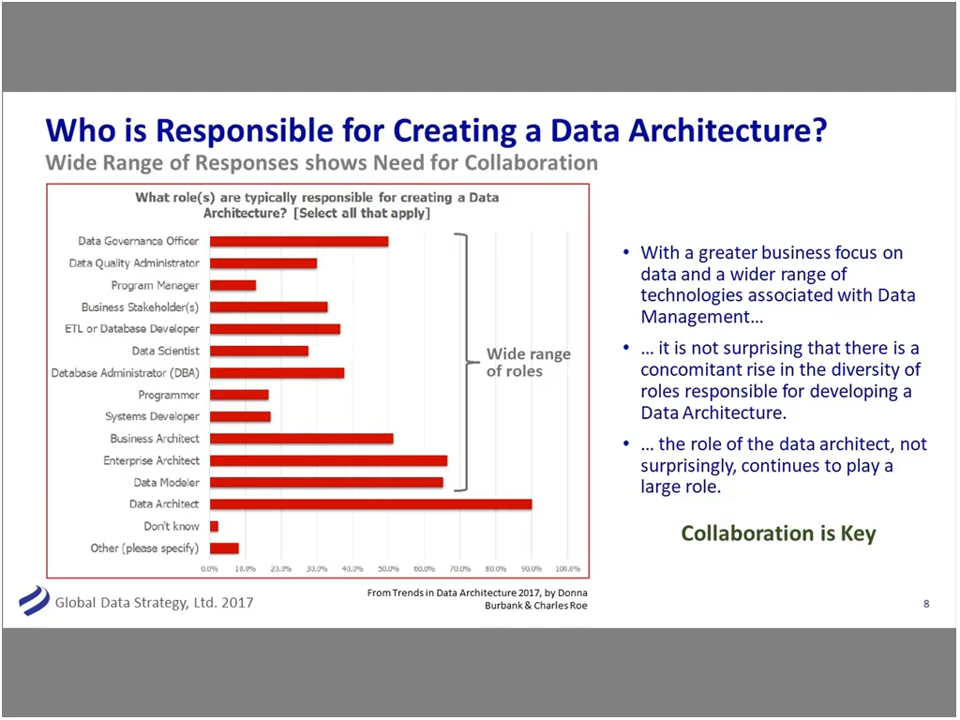 Who is Responsible for Creating a Data Architecture?
Wide Range of Responses shows Need for Collaboration
What role(s) are typically responsible for creating a Data
Architecture? [Select all that apply]
Data Governance Officer
Data Quality Administrator
Program Manager
Business Stakeholder(s)
ETL or Database Developer
Data Scientist
Database Administrator (DBA)
Programmer
Systems Developer
Business Architect
Enterprise Architect
Data Modeler
Data Architect
Don't know
Other (please specify)
0.0% 10.0% 20.0% 30.0% 40.0% 50.0% 60.0% 70.0% 80.0% 90.0% 100.0%
Wide range
of roles
• With a greater business focus on
data and a wider range of
technologies associated with Data
Management…
• … it is not surprising that there is a
concomitant rise in the diversity of
roles responsible for developing a
Data Architecture.
• … the role of the data architect, not
surprisingly, continues to play a
large role.
Collaboration is Key
Global Data Strategy, Ltd. 2017
From Trends in Data Architecture 2017, by Donna
Burbank & Charles Roe
8